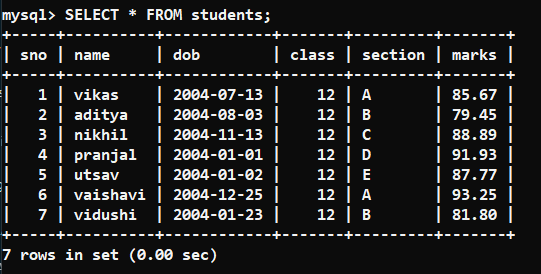 mysql> SELECT * FROM students;
+-----+----------+------------+-------+---------+-------+
| sno | name     | dob        | class | section | marks |
+-----+----------+------------+-------+---------+-------+
|   1 | vikas    | 2004-07-13 |    12 | A       | 85.67 |
|   2 | aditya   | 2004-08-03 |    12 | B       | 79.45 |
|   3 | nikhil   | 2004-11-13 |    12 | C       | 88.89 |
|   4 | pranjal  | 2004-01-01 |    12 | D       | 91.93 |
|   5 | utsav    | 2004-01-02 |    12 | E       | 87.77 |
|   6 | vaishavi | 2004-12-25 |    12 | A       | 93.25 |
|   7 | vidushi  | 2004-01-23 |    12 | B       | 81.80 |
+-----+----------+------------+-------+---------+-------+
7 rows in set (0.00 sec)